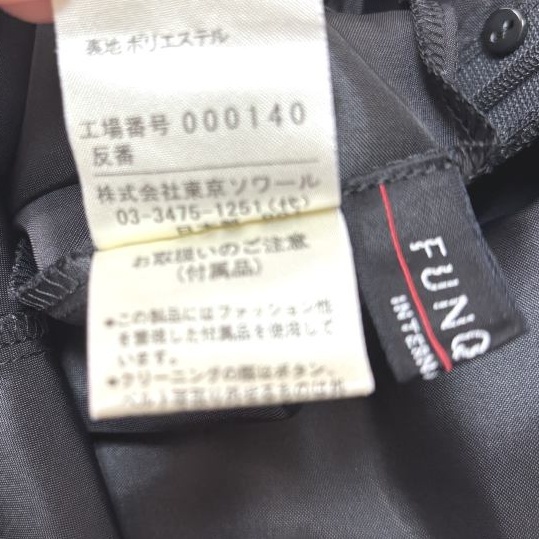 裏地 ポリエステル
工場番号 000140
反番
株式会社東京ソワール
03-3475-1251(代)
お取扱いのご注意
(付属品)
●この製品にはファッション性
を重視した付属品を使用して
います。
●クリーニングの際はボタン、
FUNG
INTERN